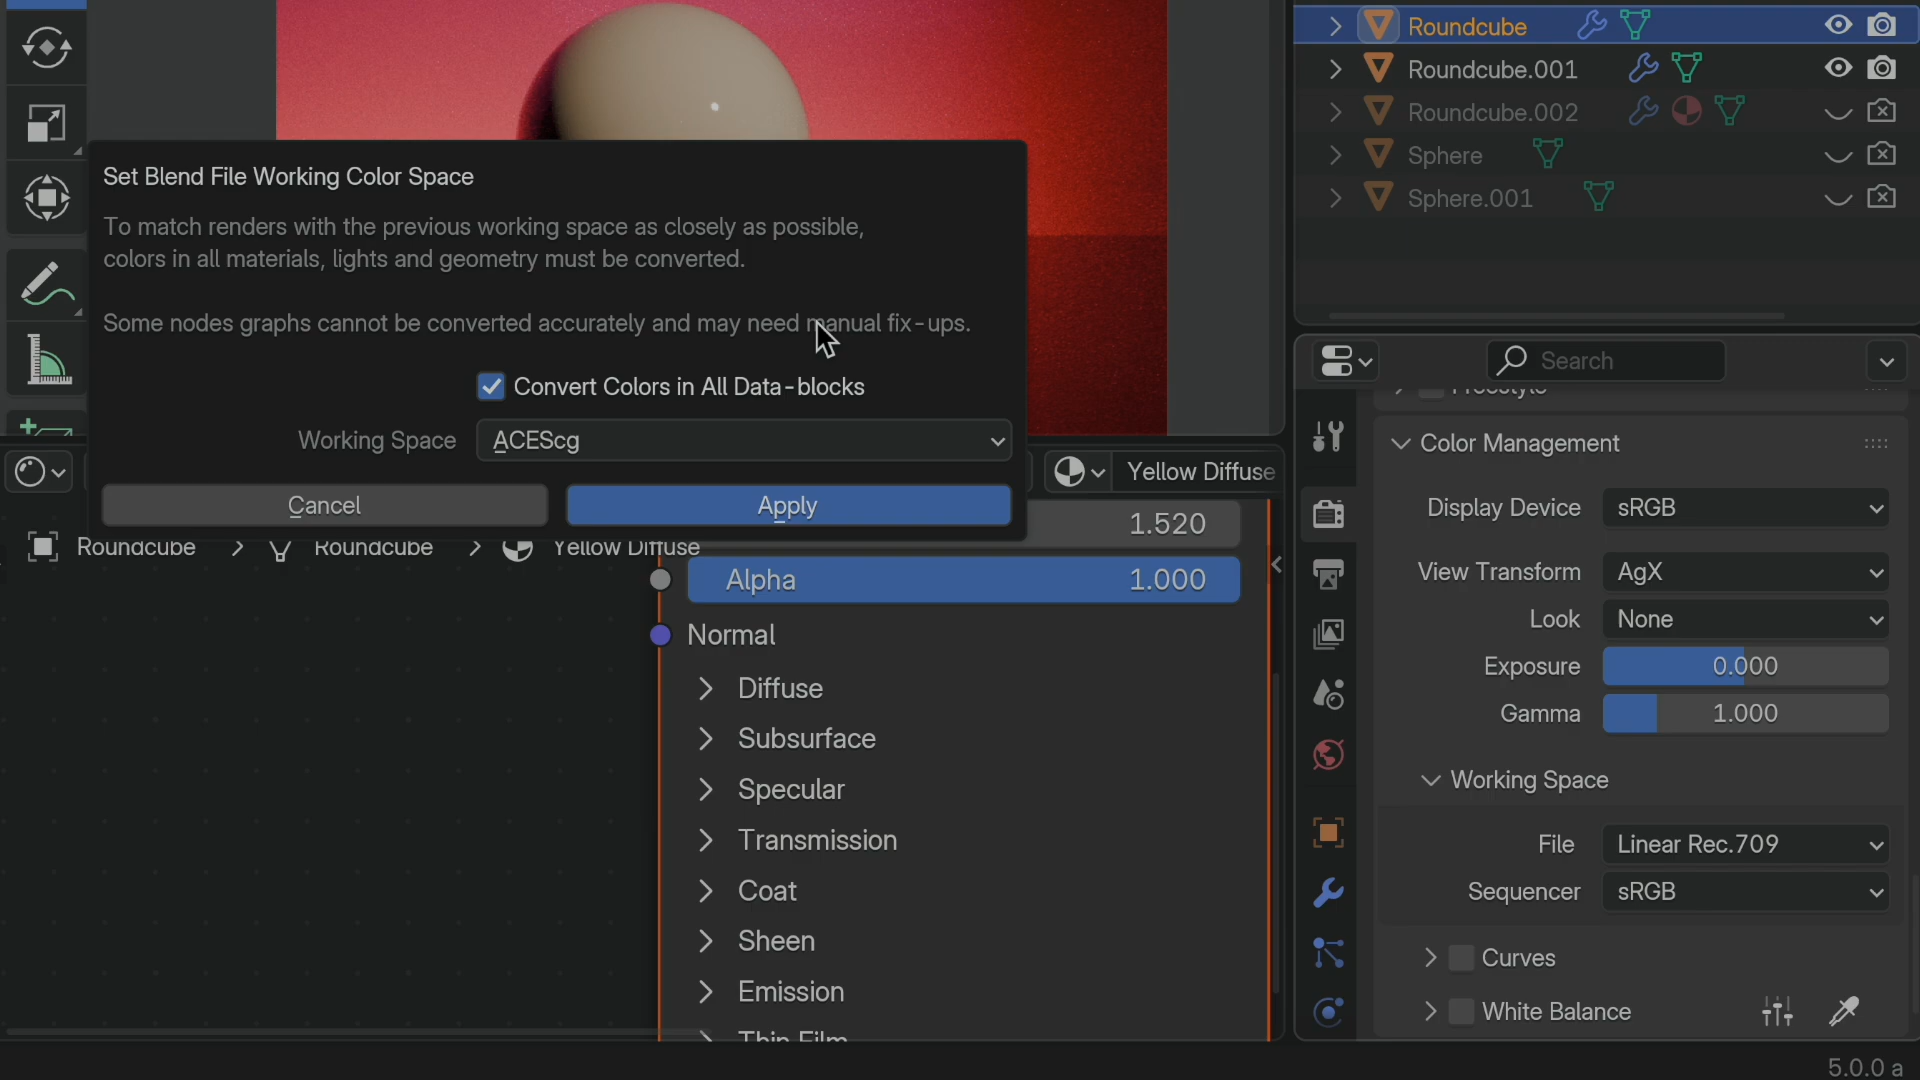 Roundcube
Roundcube.001
Roundcube.002
Sphere
Sphere.001
Set Blend File Working Color Space
To match renders with the previous working space as closely as possible,
colors in all materials, lights and geometry must be converted.
Some nodes graphs cannot be converted accurately and may need manual fix-ups.
Convert Colors in All Data-blocks
Working Space ACEScg
Cancel Apply
Yellow Diffuse
1.520
Roundcube Roundcube Yellow Diffuse
Alpha 1.000
Normal
Diffuse
Subsurface
Specular
Transmission
Coat
Sheen
Emission
Thin Film
Search
Freestyle
Color Management
Display Device sRGB
View Transform AgX
Look None
Exposure 0.000
Gamma 1.000
Working Space
File Linear Rec.709
Sequencer sRGB
Curves
White Balance
5.0.0 a